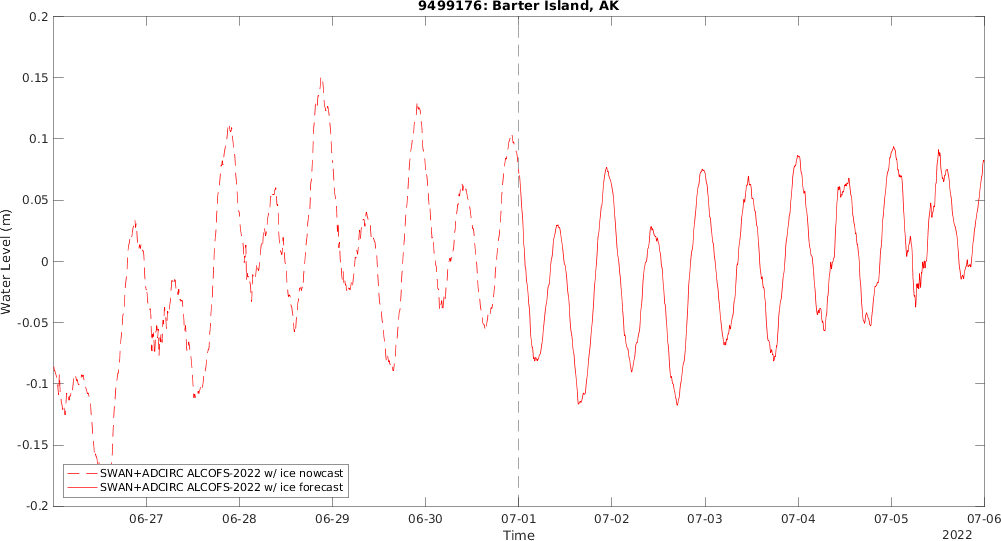 9499176: Barter Island, AK
0.2
0.15
0.1
0.05
0
-0.05
-0.1
-0.15
-0.2
Water Level (m)
SWAN+ADCIRC ALCOFS-2022 w/ ice nowcast
SWAN+ADCIRC ALCOFS-2022 w/ ice forecast
06-27 06-28 06-29 06-30 07-01 07-02 07-03 07-04 07-05 07-06
Time
2022